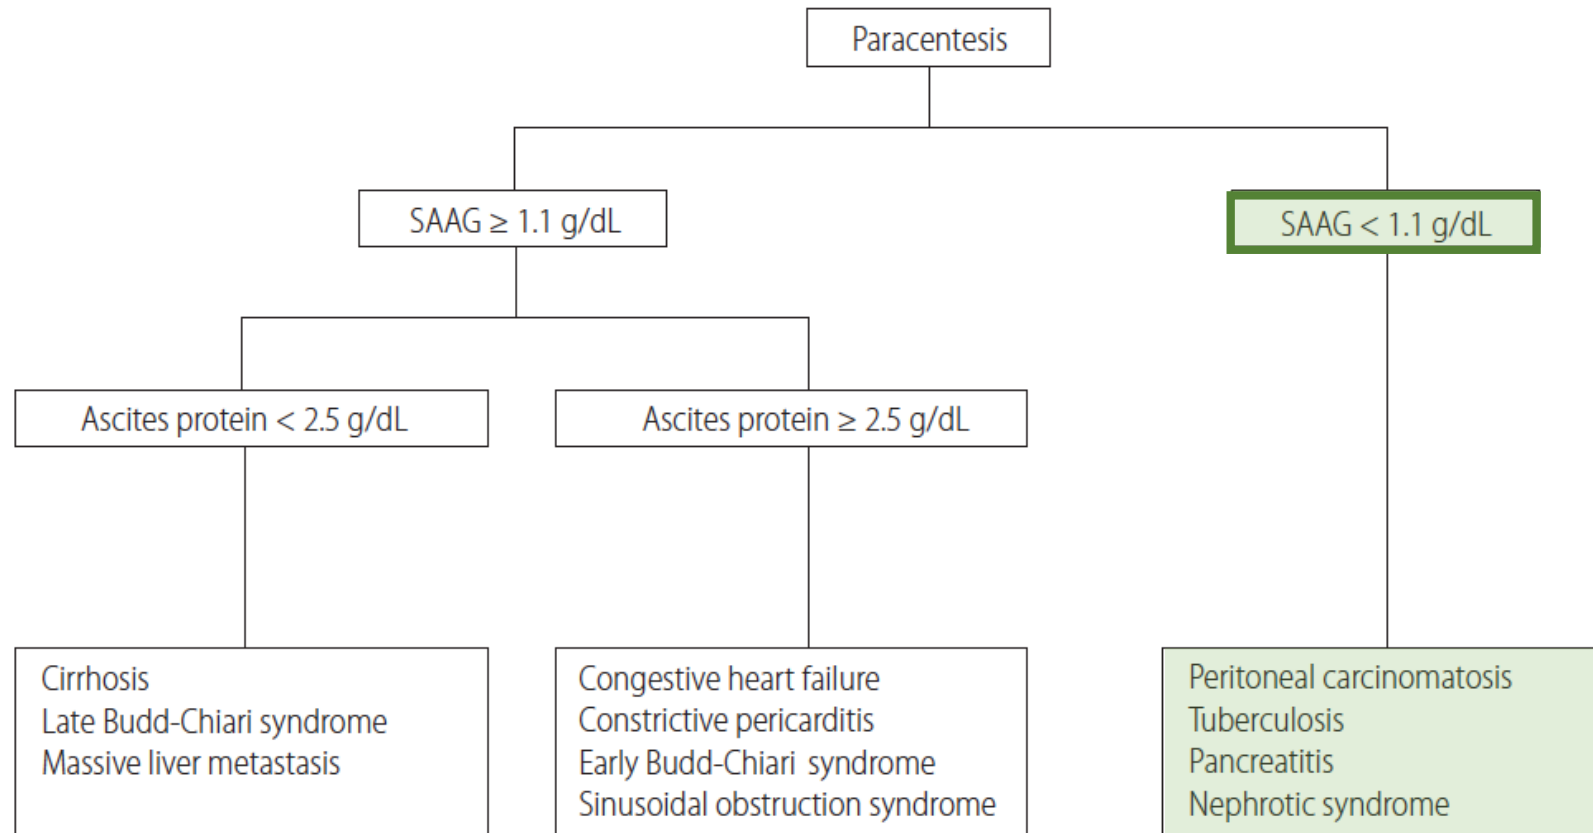 Paracentesis
SAAG ≥ 1.1 g/dL
SAAG < 1.1 g/dL
Ascites protein < 2.5 g/dL
Ascites protein ≥ 2.5 g/dL
Cirrhosis
Late Budd-Chiari syndrome
Massive liver metastasis
Congestive heart failure
Constrictive pericarditis
Early Budd-Chiari syndrome
Sinusoidal obstruction syndrome
Peritoneal carcinomatosis
Tuberculosis
Pancreatitis
Nephrotic syndrome